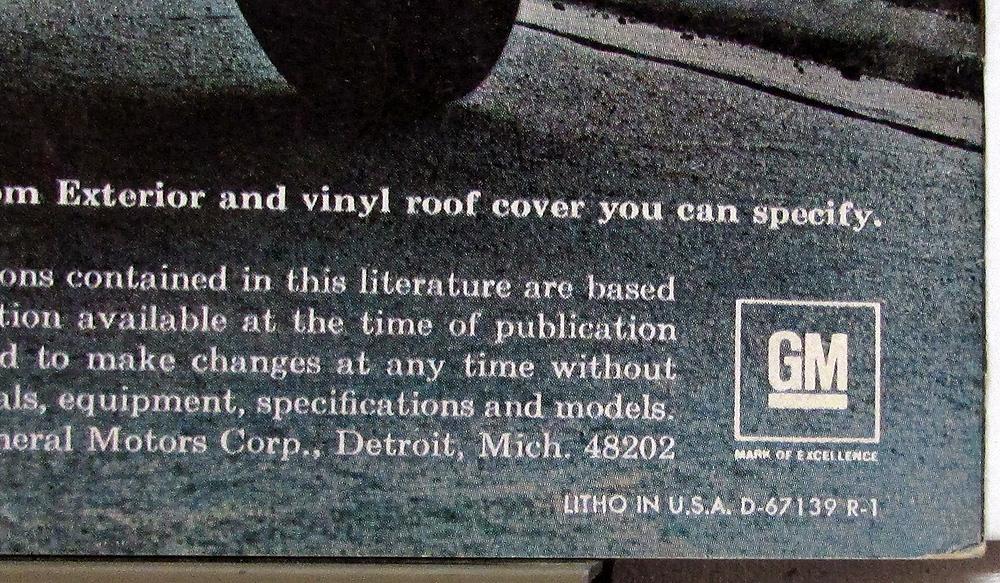 om Exterior and vinyl roof cover you can specify.
ons contained in this literature are based
tion available at the time of publication
d to make changes at any time without
als, equipment, specifications and models.
neral Motors Corp., Detroit, Mich. 48202
GM
MARK OF EXCELLENCE
LITHO IN U.S.A. D-67139 R-1